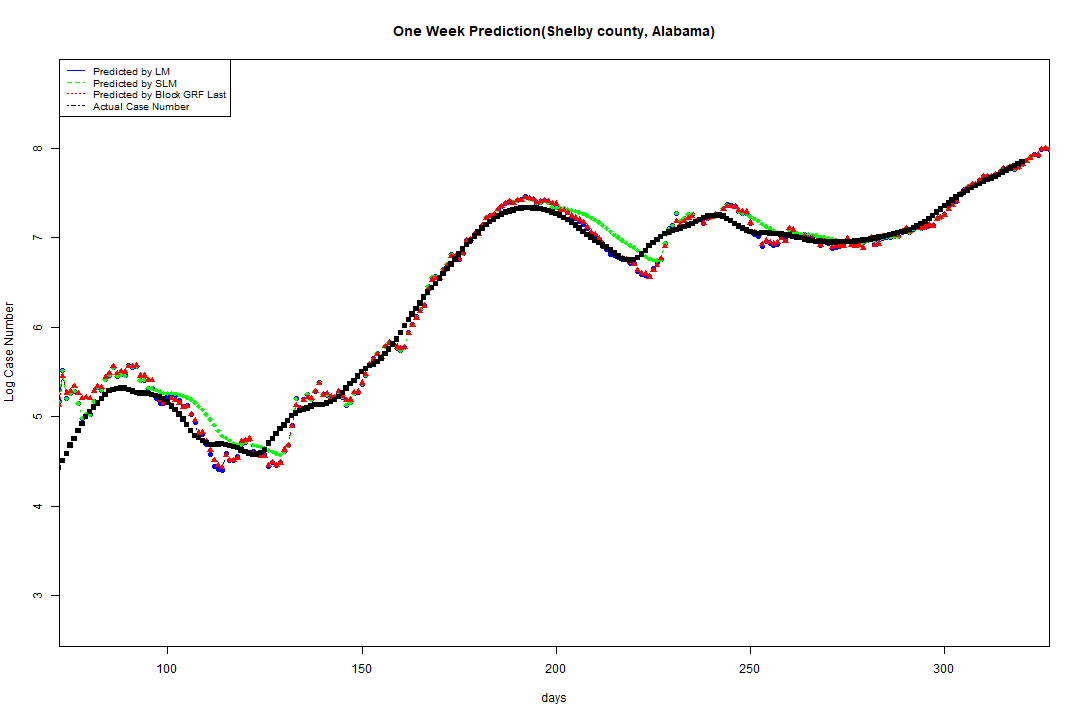 One Week Prediction(Shelby county, Alabama)
Predicted by LM
Predicted by SLM
Predicted by Block GRF Last
Actual Case Number
8
7
6
5
4
3
Log Case Number
100 150 200 250 300
days